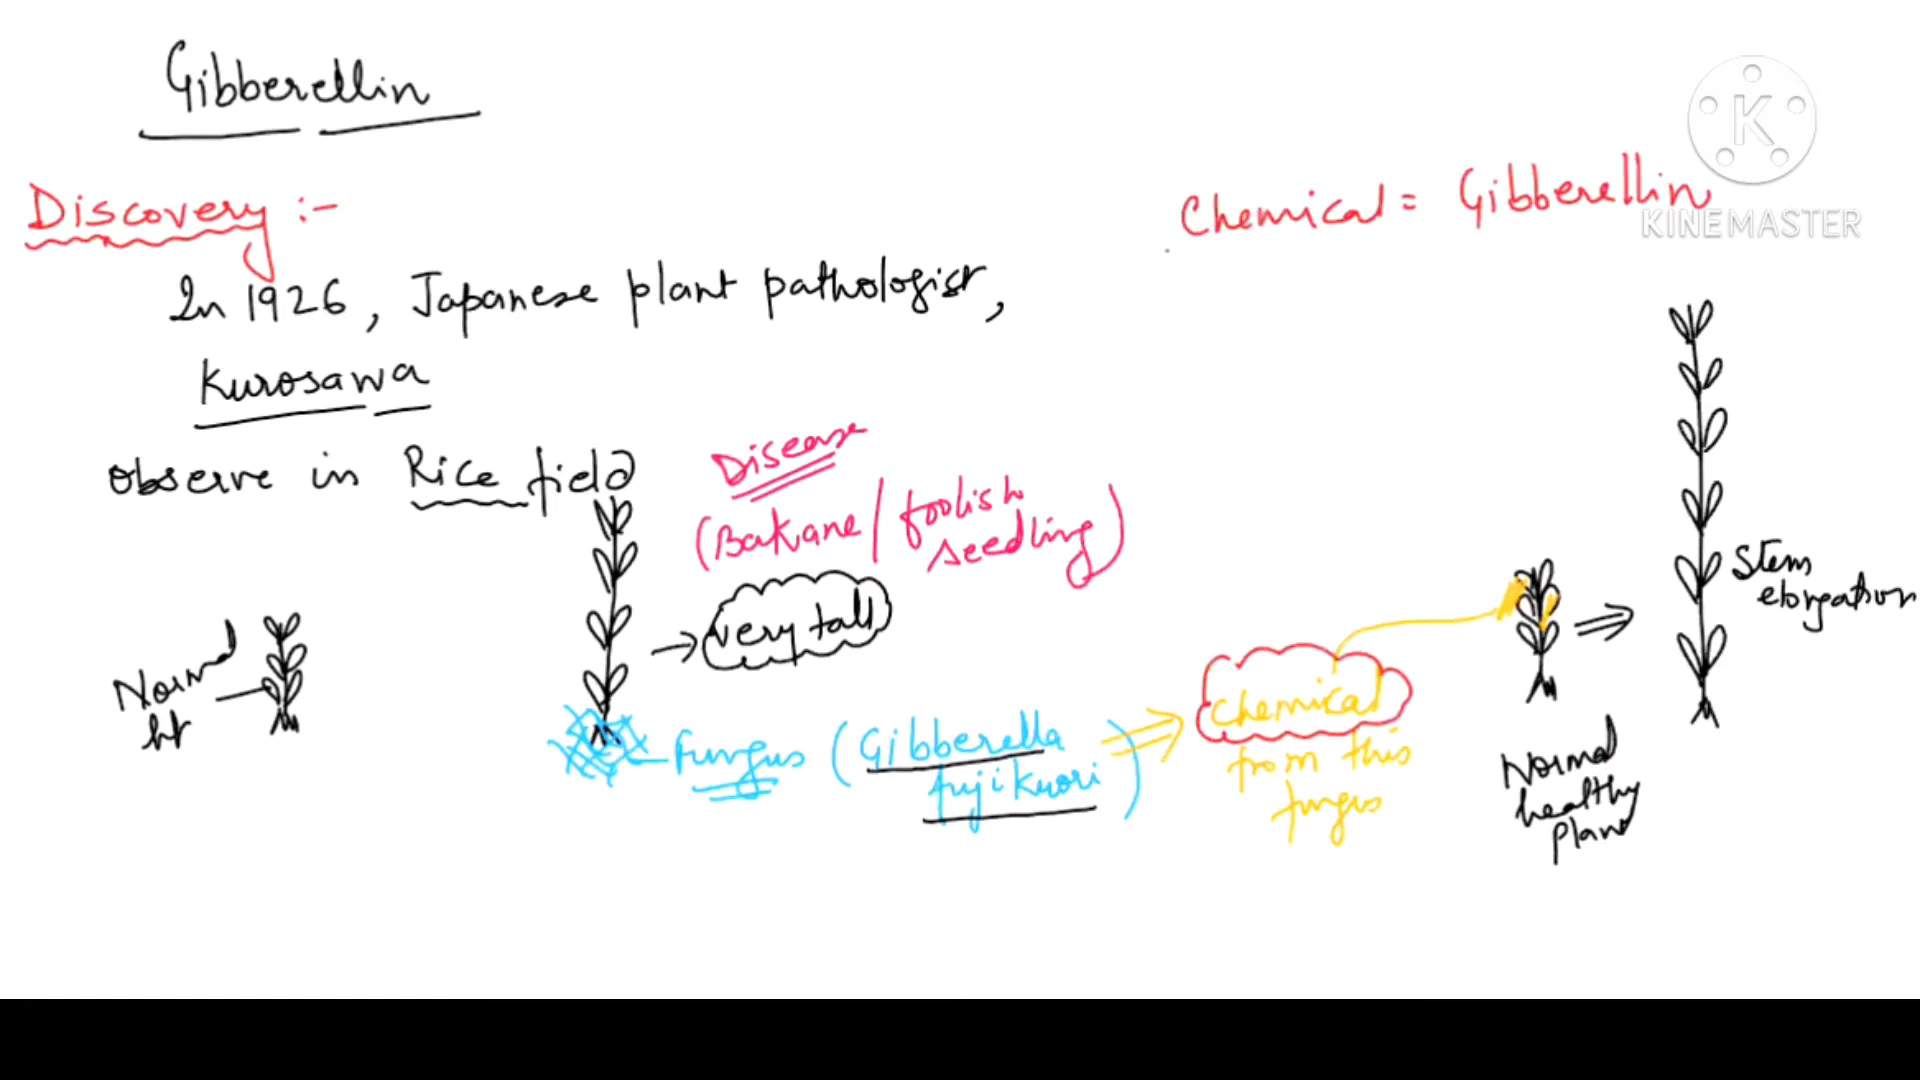 Gibberellin
Discovery :-
In 1926, Japanese plant pathologist,
Kurosawa
Observe in Rice field
Normal
ht
Disease
(Bakane / foolish
seedling)
→ very tall
Fungus (Gibberella
fujikuori)
⇒ Chemical
from this
fungus
Chemical = Gibberellin
K
KINEMASTER
Normal
healthy
plant
⇒
Stem
elongation